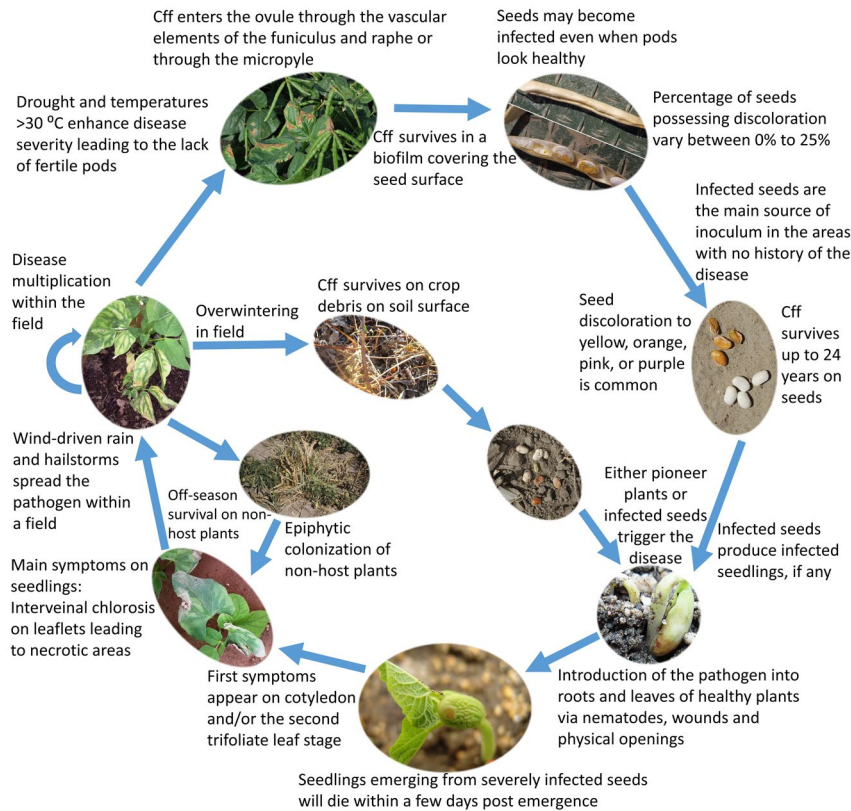 Cff enters the ovule through the vascular
elements of the funiculus and raphe or
through the micropyle
Seeds may become
infected even when pods
look healthy
Drought and temperatures
>30 ⁰C enhance disease
severity leading to the lack
of fertile pods
Cff survives in a
biofilm covering the
seed surface
Percentage of seeds
possessing discoloration
vary between 0% to 25%
Infected seeds are
the main source of
inoculum in the areas
with no history of the
disease
Disease
multiplication
within the
field
Overwintering
in field
Cff survives on crop
debris on soil surface
Seed
discoloration to
yellow, orange,
pink, or purple
is common
Cff
survives
up to 24
years on
seeds
Wind-driven rain
and hailstorms
spread the
pathogen within
a field
Off-season
survival on non-
host plants
Epiphytic
colonization of
non-host plants
Either pioneer
plants or
infected seeds
trigger the
disease
Infected seeds
produce infected
seedlings, if any
Main symptoms on
seedlings:
Interveinal chlorosis
on leaflets leading
to necrotic areas
First symptoms
appear on cotyledon
and/or the second
trifoliate leaf stage
Introduction of the pathogen into
roots and leaves of healthy plants
via nematodes, wounds and
physical openings
Seedlings emerging from severely infected seeds
will die within a few days post emergence